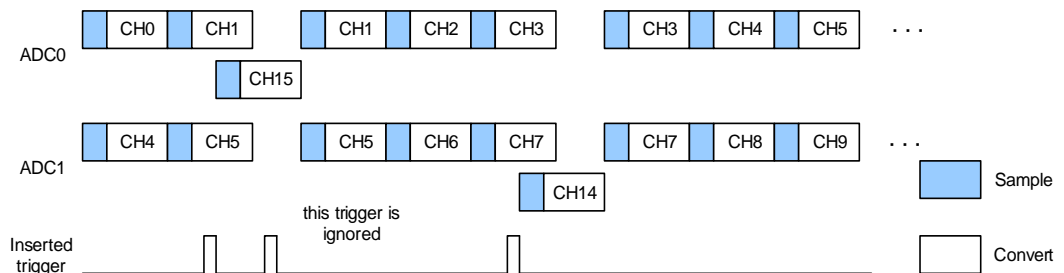 CH0 CH1 CH1 CH2 CH3 CH3 CH4 CH5 . . .
ADC0
CH15
CH4 CH5 CH5 CH6 CH7 CH7 CH8 CH9 . . .
ADC1
CH14
Sample
this trigger is
ignored
Inserted
trigger
Convert